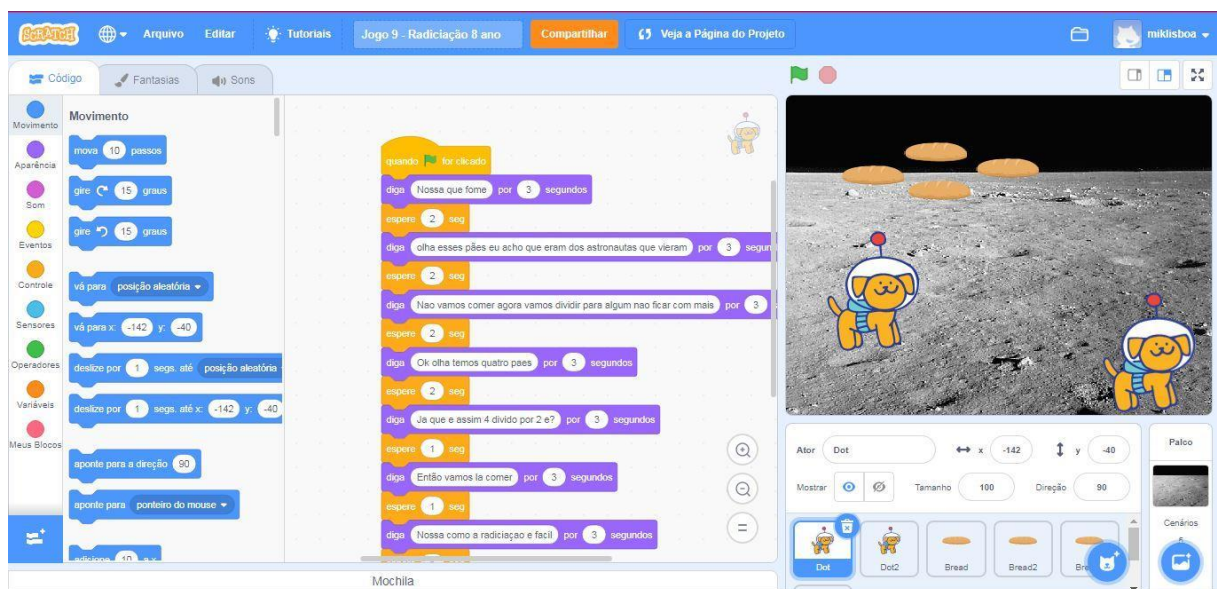 SCRATCH
Arquivo
Editar
Tutoriais
Jogo 9 - Radiciação 8 ano
Compartilhar
Veja a Página do Projeto
miklisboa
Código
Fantasias
Sons
Movimento
Aparência
Som
Eventos
Controle
Sensores
Operadores
Variáveis
Meus Blocos
Movimento
mova 10 passos
gire 15 graus
gire 15 graus
vá para posição aleatória
vá para x: -142 y: -40
deslize por 1 segs. até posição aleatória
deslize por 1 segs. até x: -142 y: -40
aponte para a direção 90
aponte para ponteiro do mouse
adicione 10 a x
quando for clicado
diga Nossa que fome por 3 segundos
espere 2 seg
diga olha esses pães eu acho que eram dos astronautas que vieram por 3 segun
espere 2 seg
diga Nao vamos comer agora vamos dividir para algum nao ficar com mais por 3
espere 2 seg
diga Ok olha temos quatro paes por 3 segundos
espere 2 seg
diga Ja que e assim 4 divido por 2 e? por 3 segundos
espere 1 seg
diga Então vamos la comer por 3 segundos
espere 1 seg
diga Nossa como a radiciaçao e facil por 3 segundos
Ator Dot x -142 y -40
Mostrar Tamanho 100 Direção 90
Dot
Dot2
Bread
Bread2
Palco
Cenários
Mochila